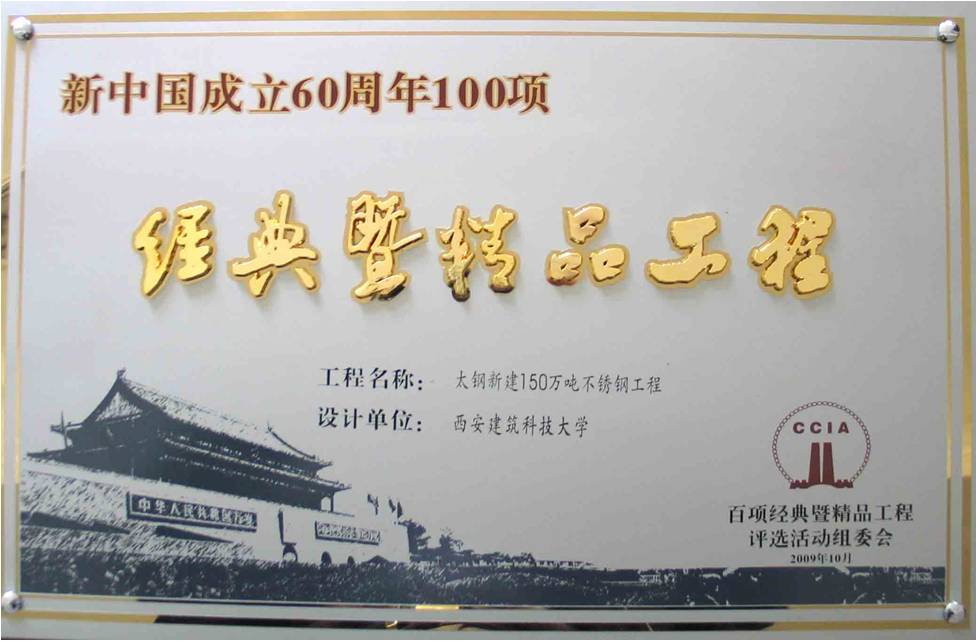 新中国成立60周年100项
经典暨精品工程
工程名称： 太钢新建150万吨不锈钢工程
设计单位： 西安建筑科技大学
CCIA
中华人民共和国万岁
百项经典暨精品工程
评选活动组委会
2009年10月